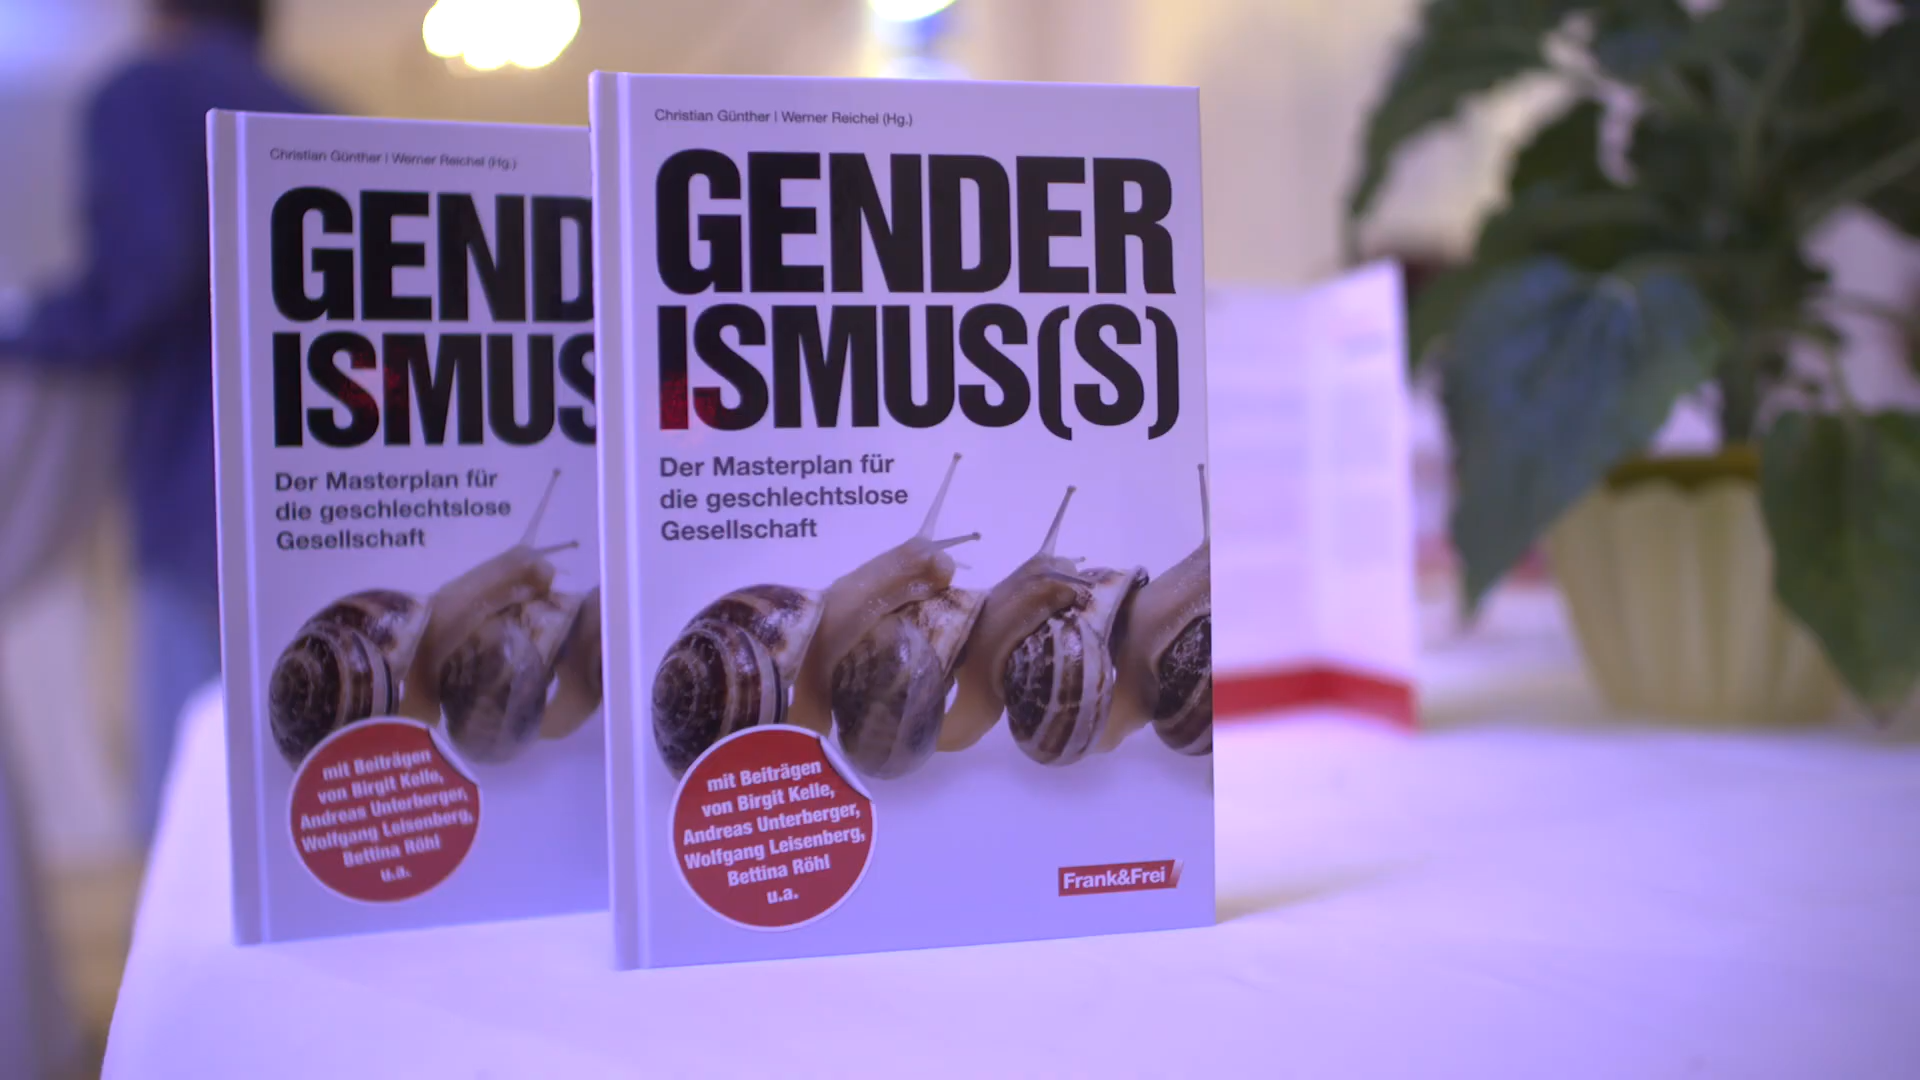 Christian Günther | Werner Reichel (Hg.)
GEND
ISMUS
Der Masterplan für
die geschlechtslose
Gesellschaft
mit Beiträgen
von Birgit Kelle,
Andreas Unterberger,
Wolfgang Leisenberg,
Bettina Röhl
u.a.
Christian Günther | Werner Reichel (Hg.)
GENDER
ISMUS(S)
Der Masterplan für
die geschlechtslose
Gesellschaft
mit Beiträgen
von Birgit Kelle,
Andreas Unterberger,
Wolfgang Leisenberg,
Bettina Röhl
u.a.
Frank&Frei